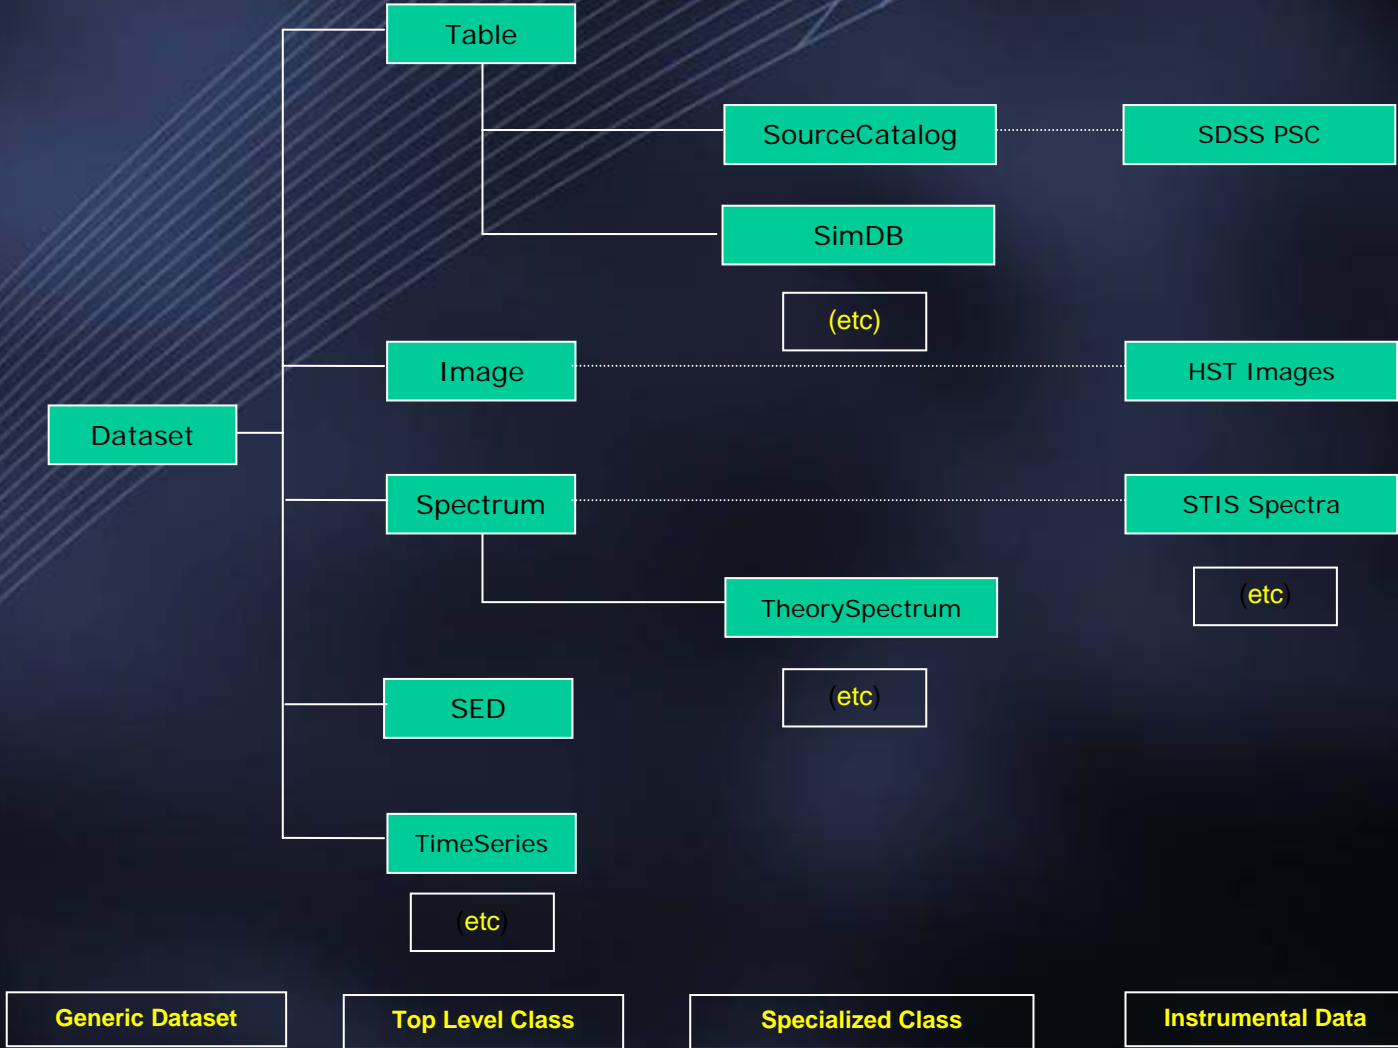 Table
SourceCatalog
SDSS PSC
SimDB
(etc)
Image
HST Images
Dataset
Spectrum
STIS Spectra
(etc)
TheorySpectrum
(etc)
SED
TimeSeries
(etc)
Generic Dataset
Top Level Class
Specialized Class
Instrumental Data